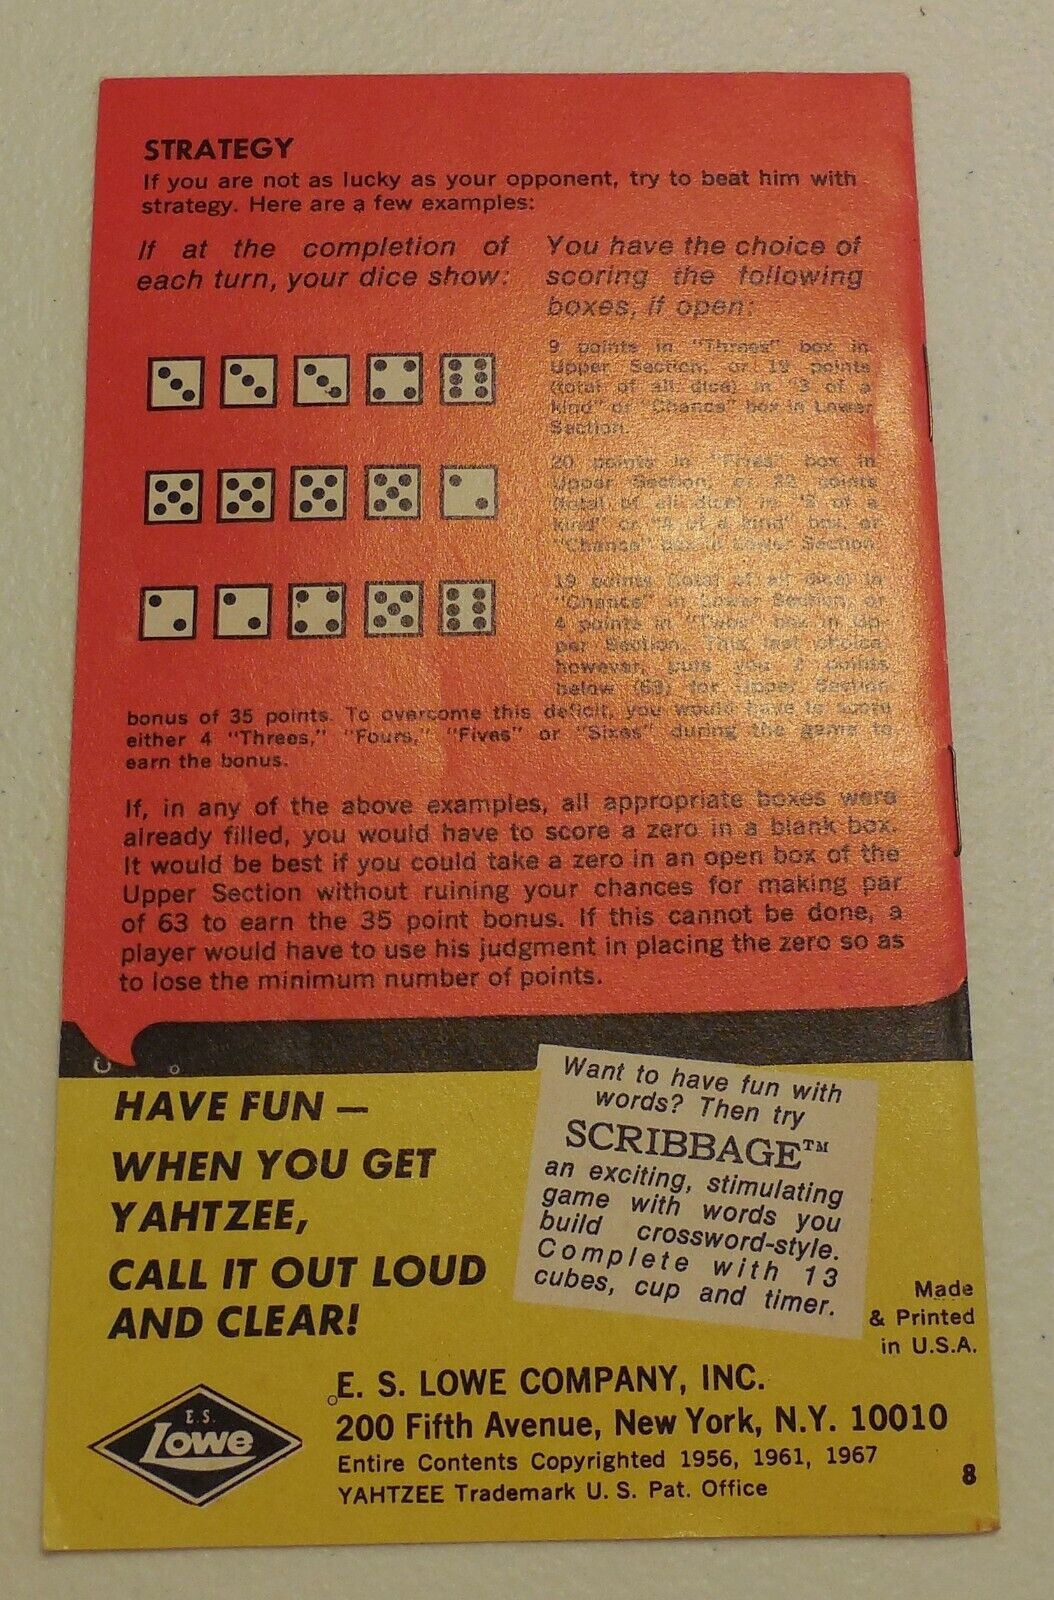 STRATEGY
If you are not as lucky as your opponent, try to beat him with
strategy. Here are a few examples:
If at the completion of
each turn, your dice show:
You have the choice of
scoring the following
boxes, if open:
9 points in "Threes" box in
Upper Section, or 19 points
(total of all dice) in "3 of a
kind" or "Chance" box in Lower
Section.
20 points in "Fives" box in
Upper Section, or 22 points
(total of all dice) in "3 of a
kind" or "4 of a kind" box, or
"Chance" box in Lower Section.
19 points (total of all dice) in
"Chance" in Lower Section, or
4 points in "Twos" box in Up-
per Section. This last choice,
however, puts you 2 points
below (63) for Upper Section
bonus of 35 points. To overcome this deficit, you would have to score
either 4 "Threes," "Fours," "Fives" or "Sixes" during the game to
earn the bonus.
If, in any of the above examples, all appropriate boxes were
already filled, you would have to score a zero in a blank box.
It would be best if you could take a zero in an open box of the
Upper Section without ruining your chances for making par
of 63 to earn the 35 point bonus. If this cannot be done, a
player would have to use his judgment in placing the zero so as
to lose the minimum number of points.
HAVE FUN —
WHEN YOU GET
YAHTZEE,
CALL IT OUT LOUD
AND CLEAR!
Want to have fun with
words? Then try
SCRIBBAGE™
an exciting, stimulating
game with words you
build crossword-style.
Complete with 13
cubes, cup and timer.
Made
& Printed
in U.S.A.
E. S.
Lowe
E. S. LOWE COMPANY, INC.
200 Fifth Avenue, New York, N.Y. 10010
Entire Contents Copyrighted 1956, 1961, 1967
YAHTZEE Trademark U. S. Pat. Office
8